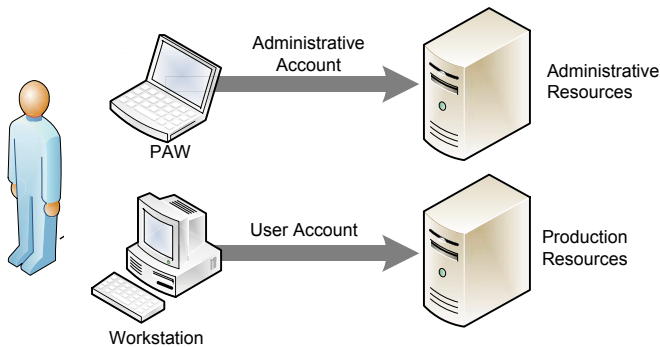 Administrative
Account
Administrative
Resources
PAW
User Account
Production
Resources
Workstation